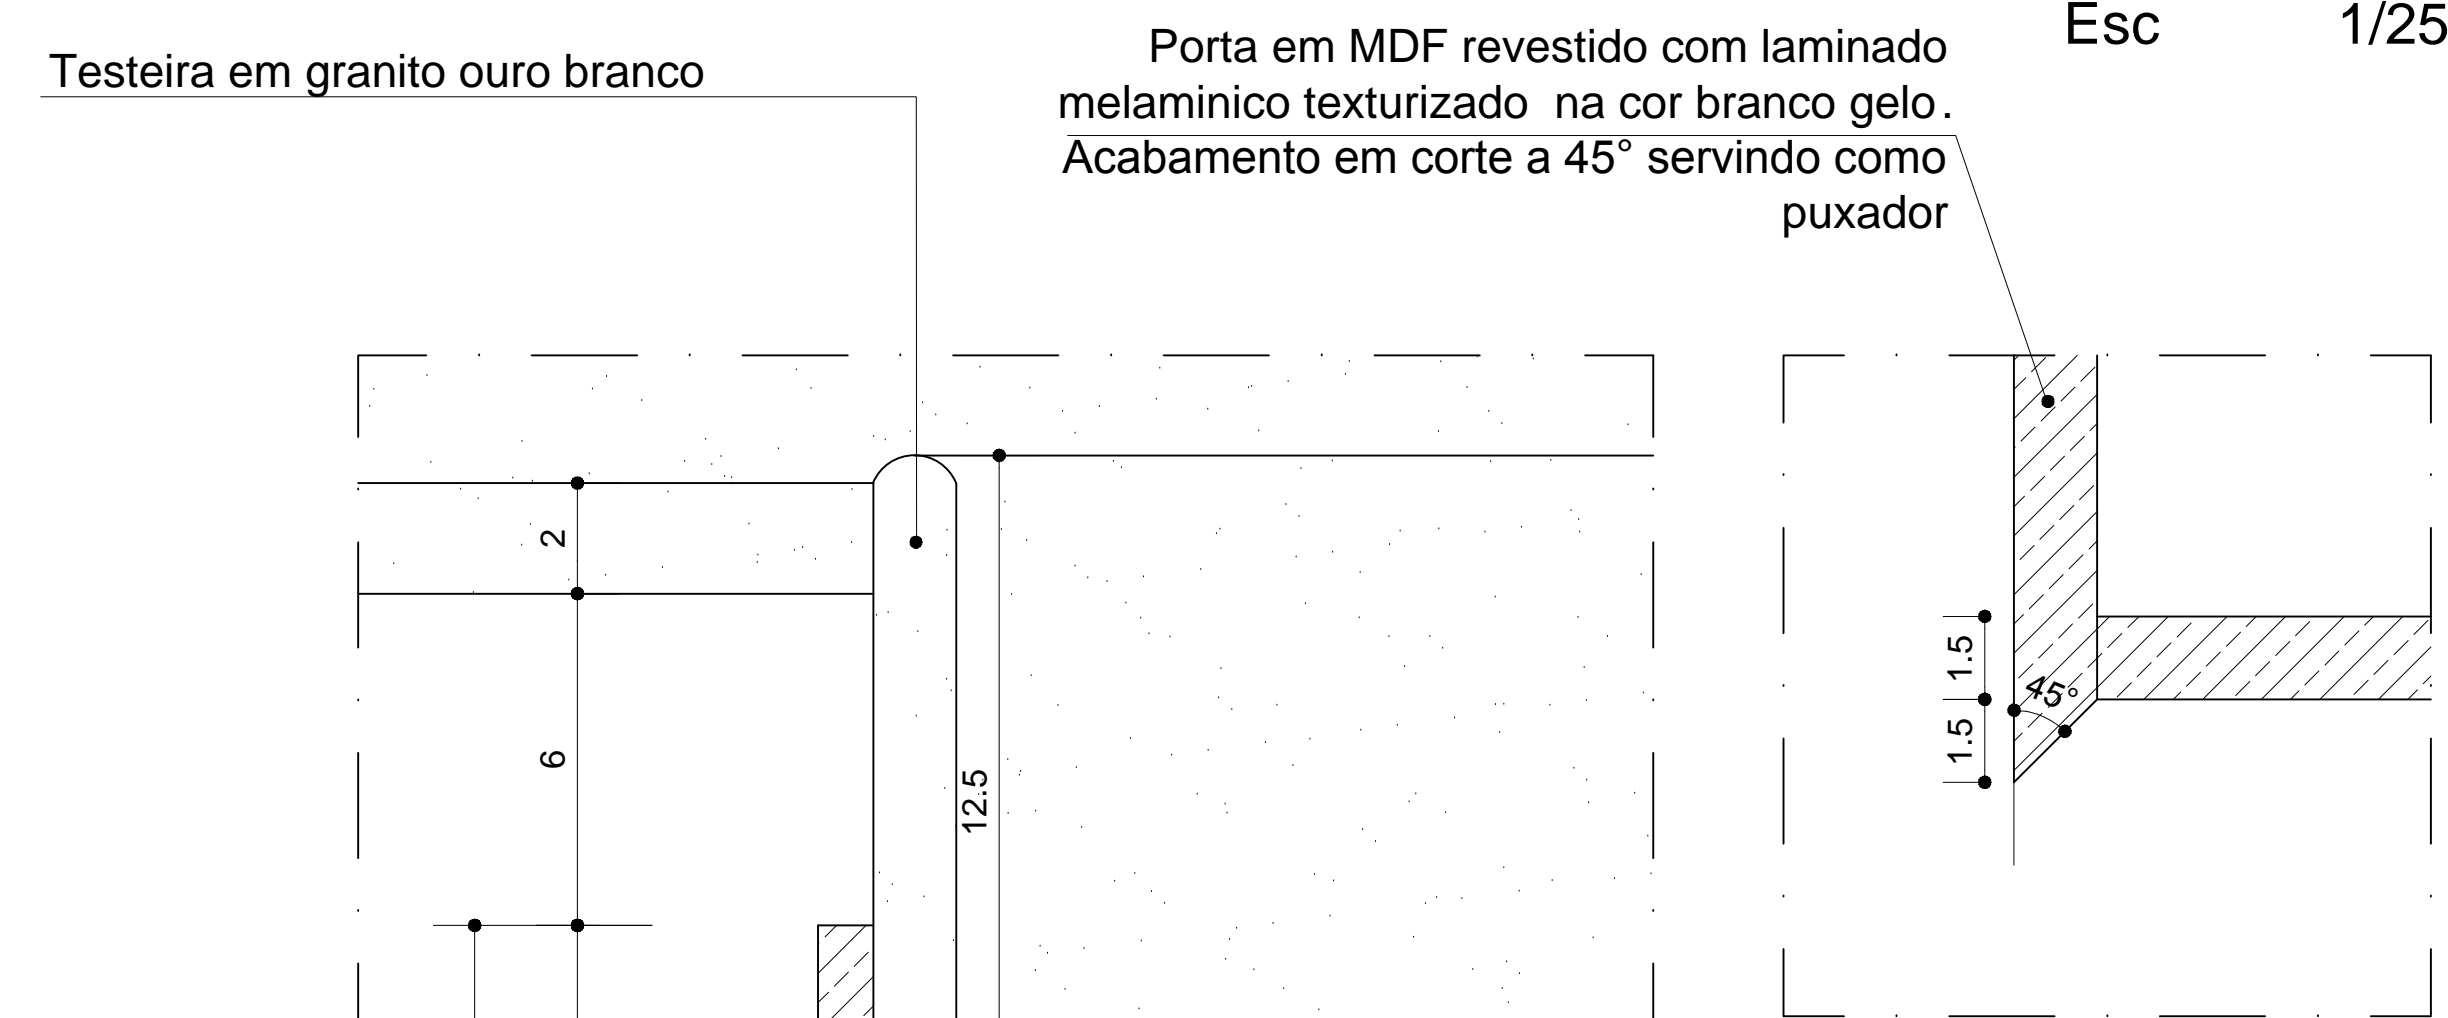 Esc 1/25
Testeira em granito ouro branco
Porta em MDF revestido com laminado
melaminico texturizado na cor branco gelo.
Acabamento em corte a 45° servindo como
puxador
2
6
12.5
1.5
1.5
45°